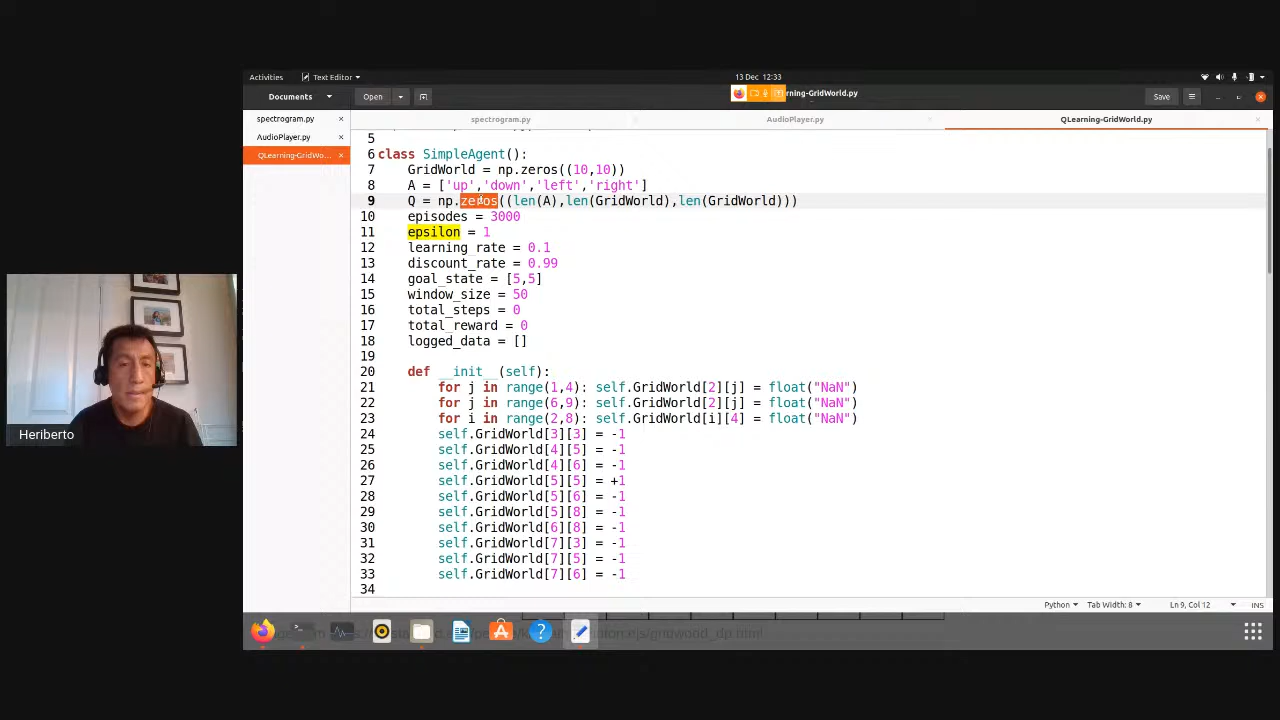 Activities Text Editor 13 Dec 12:33
Documents Open rning-GridWorld.py Save
spectrogram.py spectrogram.py AudioPlayer.py QLearning-GridWorld.py
AudioPlayer.py
QLearning-GridWo...
5
6 class SimpleAgent():
7 GridWorld = np.zeros((10,10))
8 A = ['up','down','left','right']
9 Q = np.zeros((len(A),len(GridWorld),len(GridWorld)))
10 episodes = 3000
11 epsilon = 1
12 learning_rate = 0.1
13 discount_rate = 0.99
14 goal_state = [5,5]
15 window_size = 50
16 total_steps = 0
17 total_reward = 0
18 logged_data = []
19
20 def __init__(self):
21 for j in range(1,4): self.GridWorld[2][j] = float("NaN")
22 for j in range(6,9): self.GridWorld[2][j] = float("NaN")
23 for i in range(2,8): self.GridWorld[i][4] = float("NaN")
24 self.GridWorld[3][3] = -1
25 self.GridWorld[4][5] = -1
26 self.GridWorld[4][6] = -1
27 self.GridWorld[5][5] = +1
28 self.GridWorld[5][6] = -1
29 self.GridWorld[5][8] = -1
30 self.GridWorld[6][8] = -1
31 self.GridWorld[7][3] = -1
32 self.GridWorld[7][5] = -1
33 self.GridWorld[7][6] = -1
34
Heriberto
Python Tab Width: 8 Ln 9, Col 12 INS